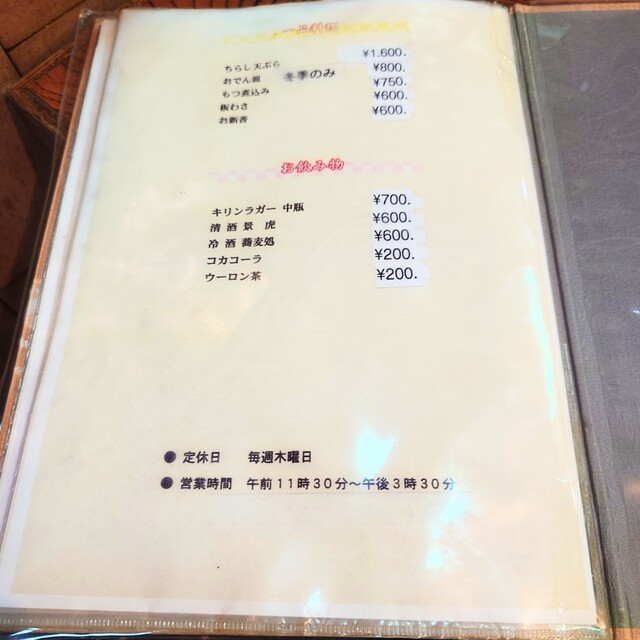 一品料理
ちらし天ぷら ¥1,600.
おでん 冬季のみ ¥800.
もつ煮込み ¥750.
板わさ ¥600.
お新香 ¥600.
お飲み物
キリンラガー 中瓶 ¥700.
清酒 景 虎 ¥600.
冷酒 蕎麦処 ¥600.
コカコーラ ¥200.
ウーロン茶 ¥200.
● 定休日 毎週木曜日
● 営業時間 午前11時30分～午後3時30分